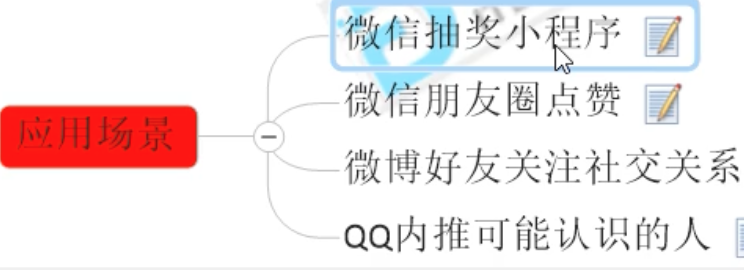 微信抽奖小程序
微信朋友圈点赞
应用场景
微博好友关注社交关系
QQ内推可能认识的人